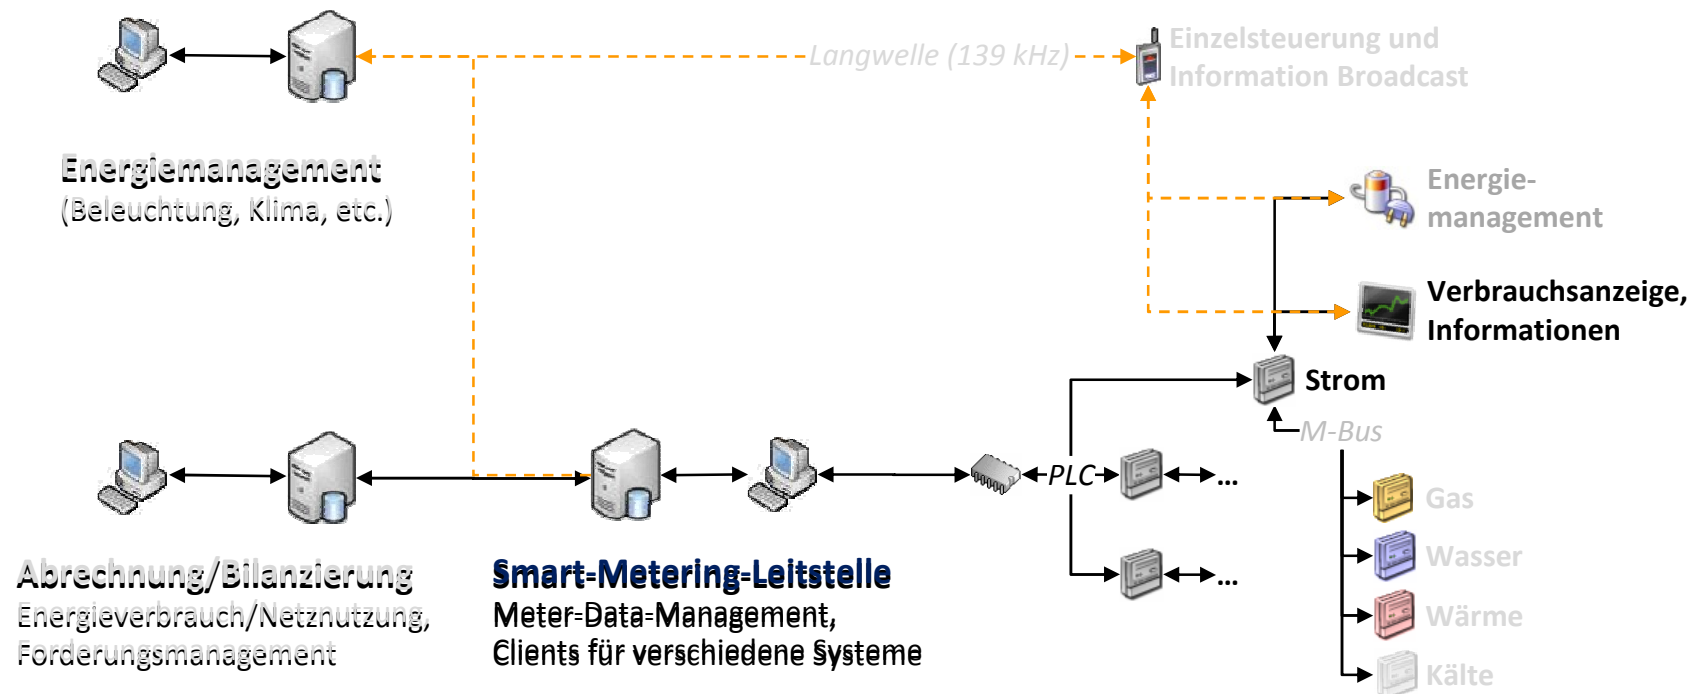 Langwelle (139 kHz)
Einzelsteuerung und
Information Broadcast
Energiemanagement
(Beleuchtung, Klima, etc.)
Energie-
management
Verbrauchsanzeige,
Informationen
Strom
M-Bus
PLC
...
...
Gas
Wasser
Wärme
Kälte
Abrechnung/Bilanzierung
Energieverbrauch/Netznutzung,
Forderungsmanagement
Smart-Metering-Leitstelle
Meter-Data-Management,
Clients für verschiedene Systeme